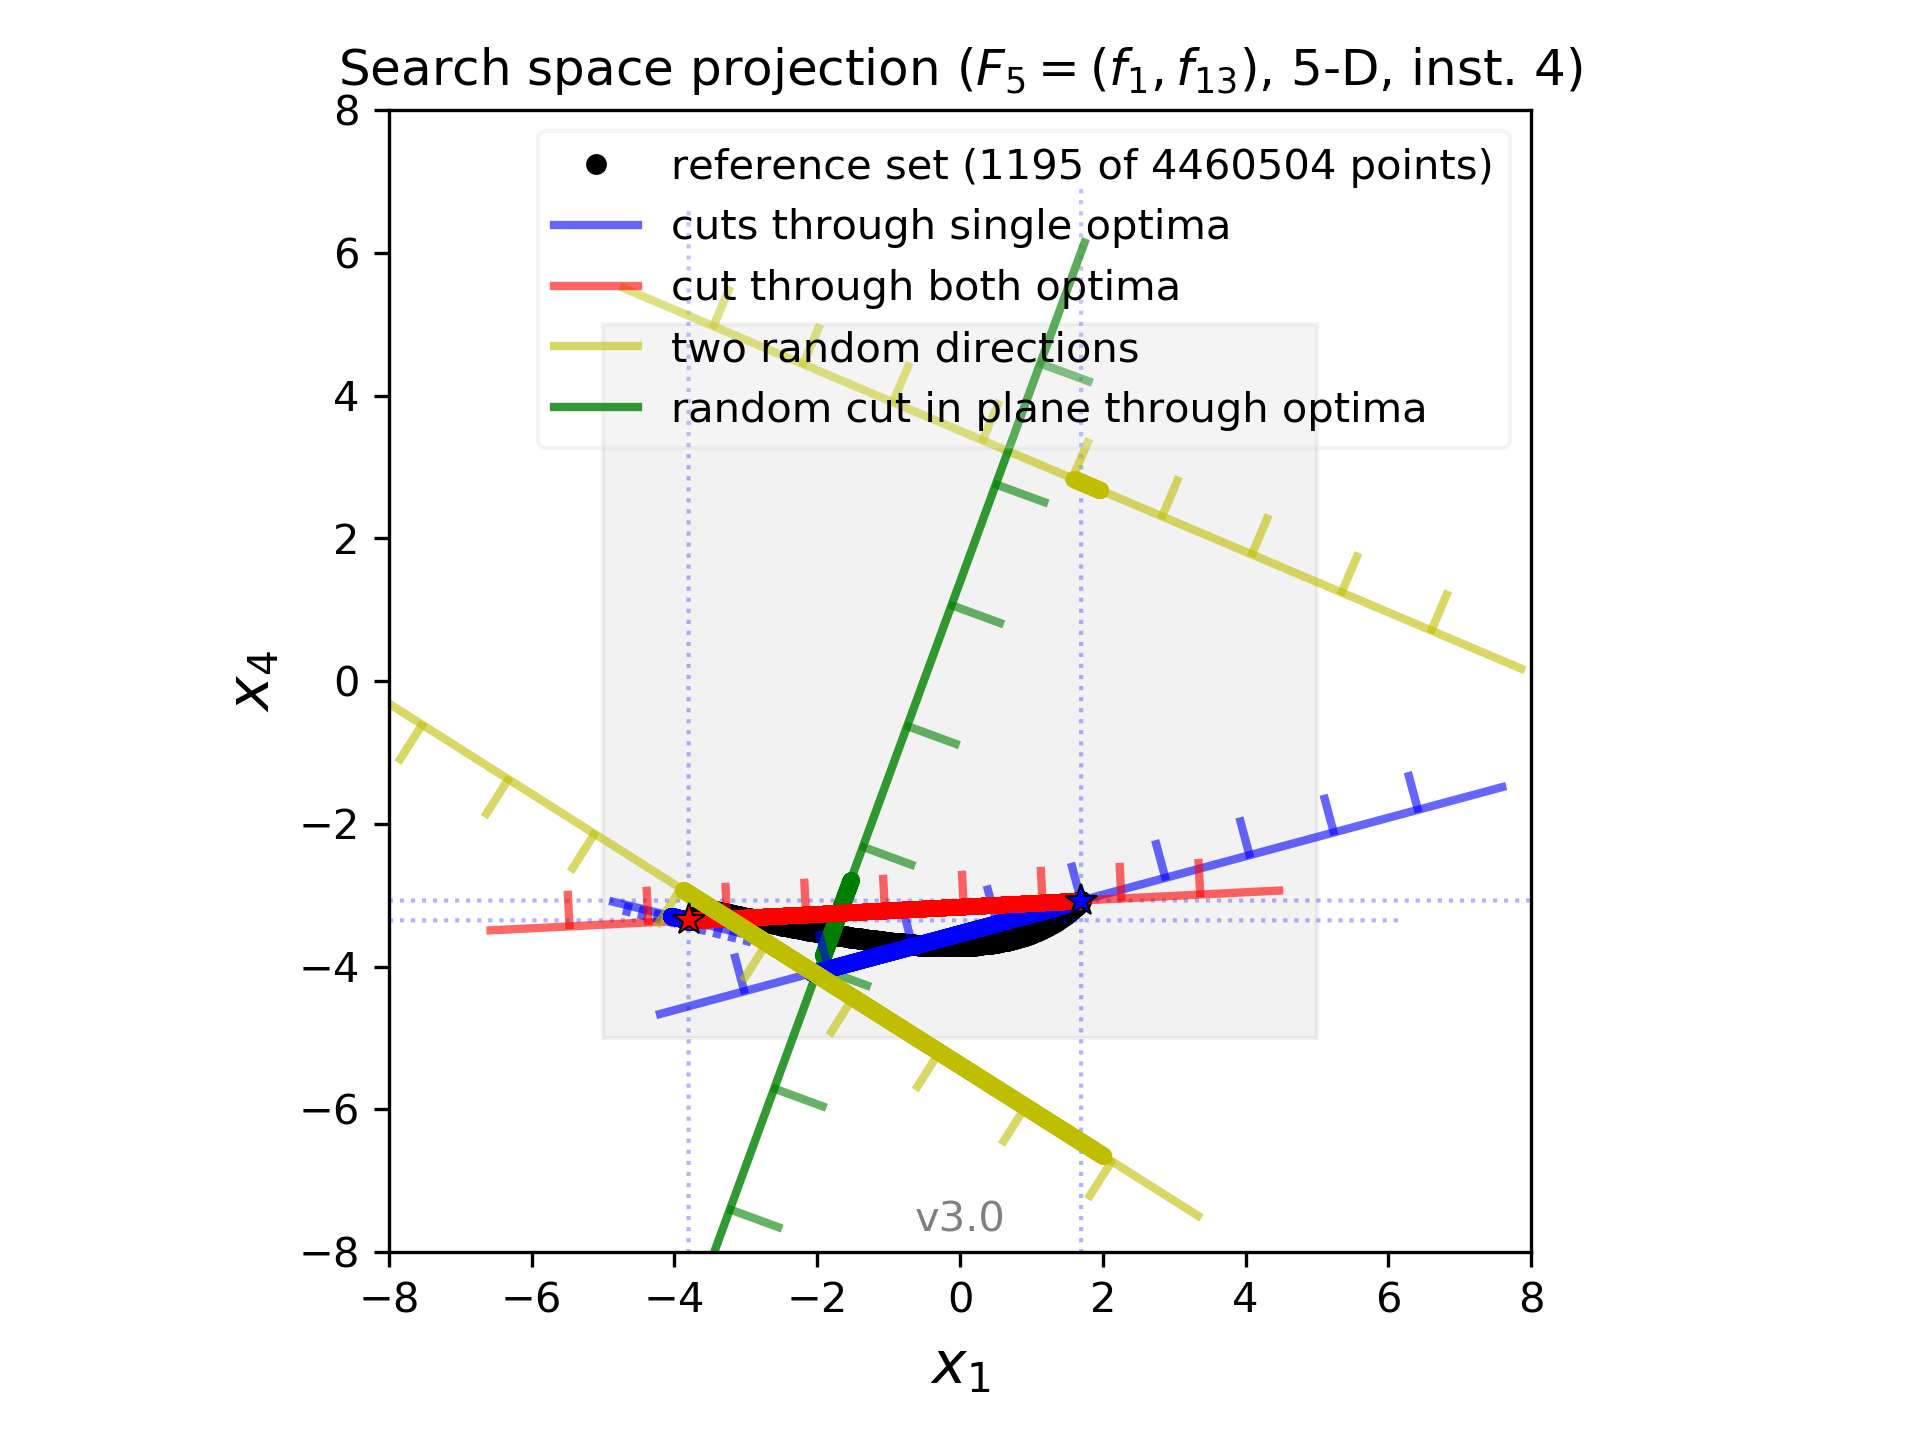 Search space projection (F₅ = (f₁, f₁₃), 5-D, inst. 4)
reference set (1195 of 4460504 points)
cuts through single optima
cut through both optima
two random directions
random cut in plane through optima
8
6
4
2
0
−2
−4
−6
−8
x₄
v3.0
−8 −6 −4 −2 0 2 4 6 8
x₁